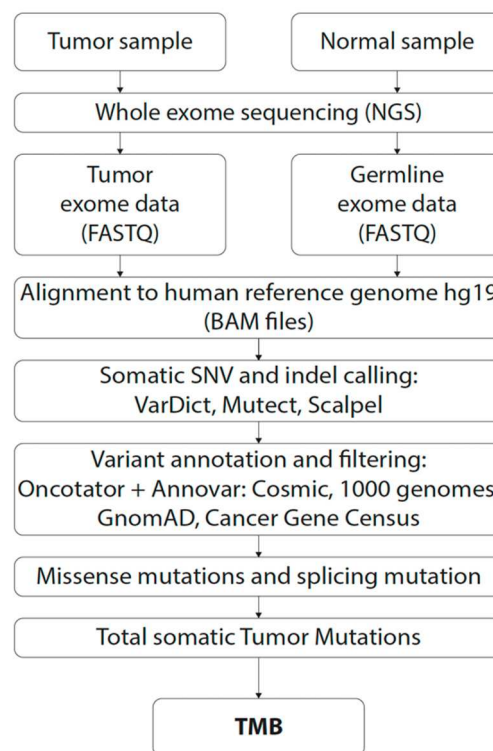 Tumor sample
Normal sample
Whole exome sequencing (NGS)
Tumor
exome data
(FASTQ)
Germline
exome data
(FASTQ)
Alignment to human reference genome hg19
(BAM files)
Somatic SNV and indel calling:
VarDict, Mutect, Scalpel
Variant annotation and filtering:
Oncotator + Annovar: Cosmic, 1000 genomes
GnomAD, Cancer Gene Census
Missense mutations and splicing mutation
Total somatic Tumor Mutations
TMB